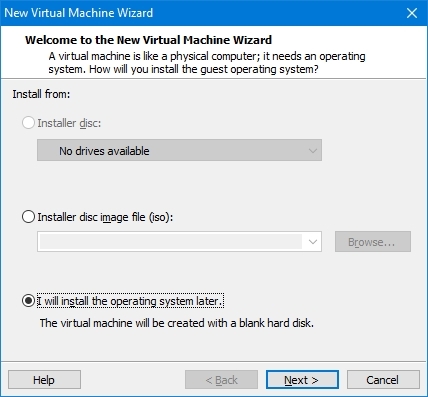 New Virtual Machine Wizard
Welcome to the New Virtual Machine Wizard
A virtual machine is like a physical computer; it needs an operating
system. How will you install the guest operating system?
Install from:
Installer disc:
No drives available
Installer disc image file (iso):
Browse...
I will install the operating system later.
The virtual machine will be created with a blank hard disk.
Help
< Back
Next >
Cancel